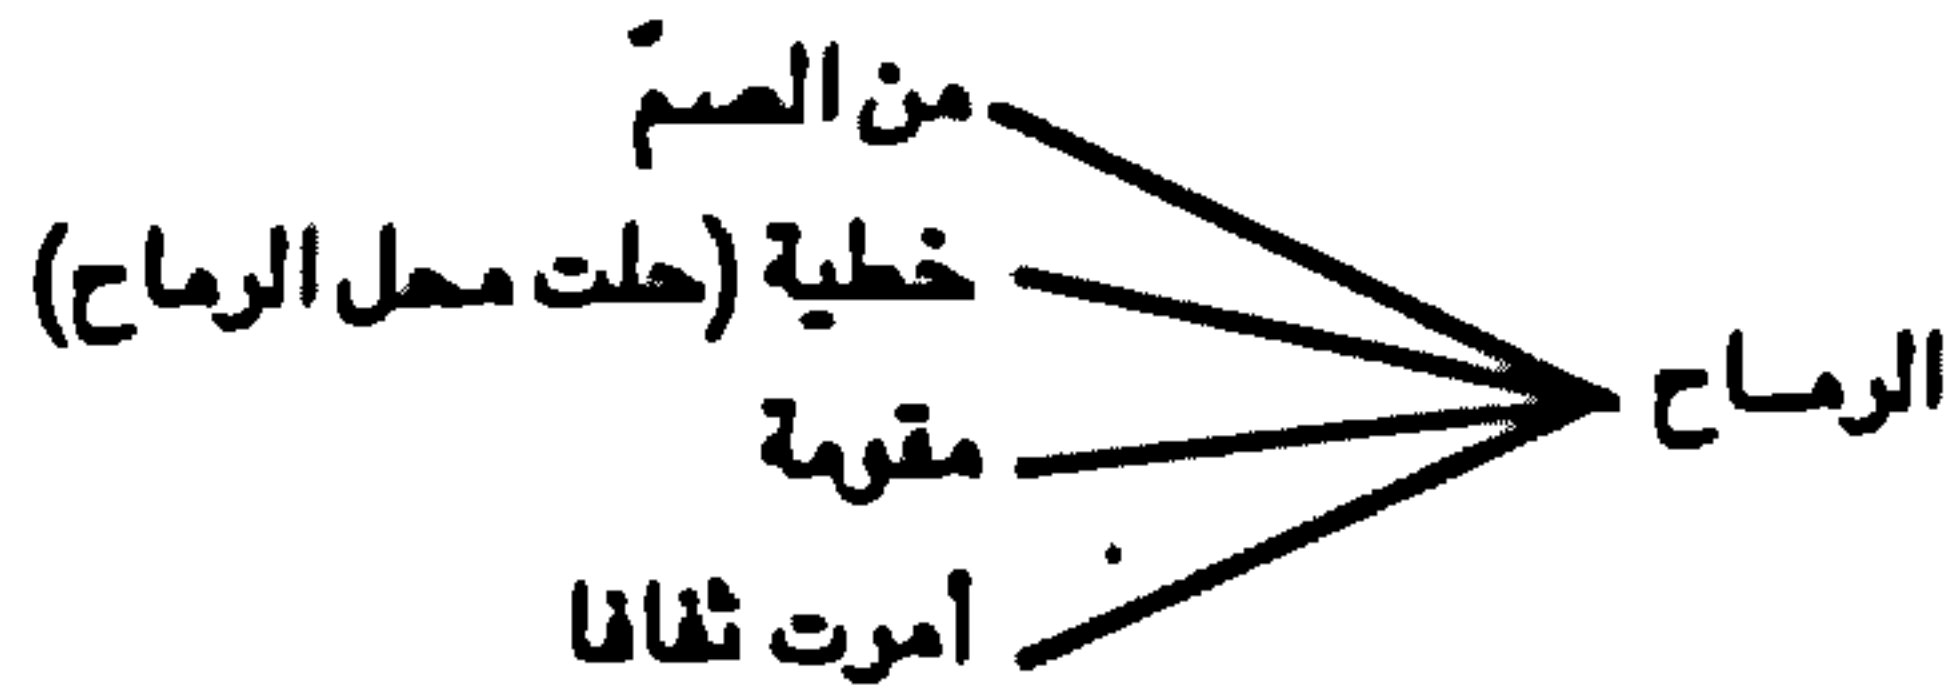 من الصمّ
خطية (حلت محل الرماح)
الرماح
مقومة
أمرت ثقافا